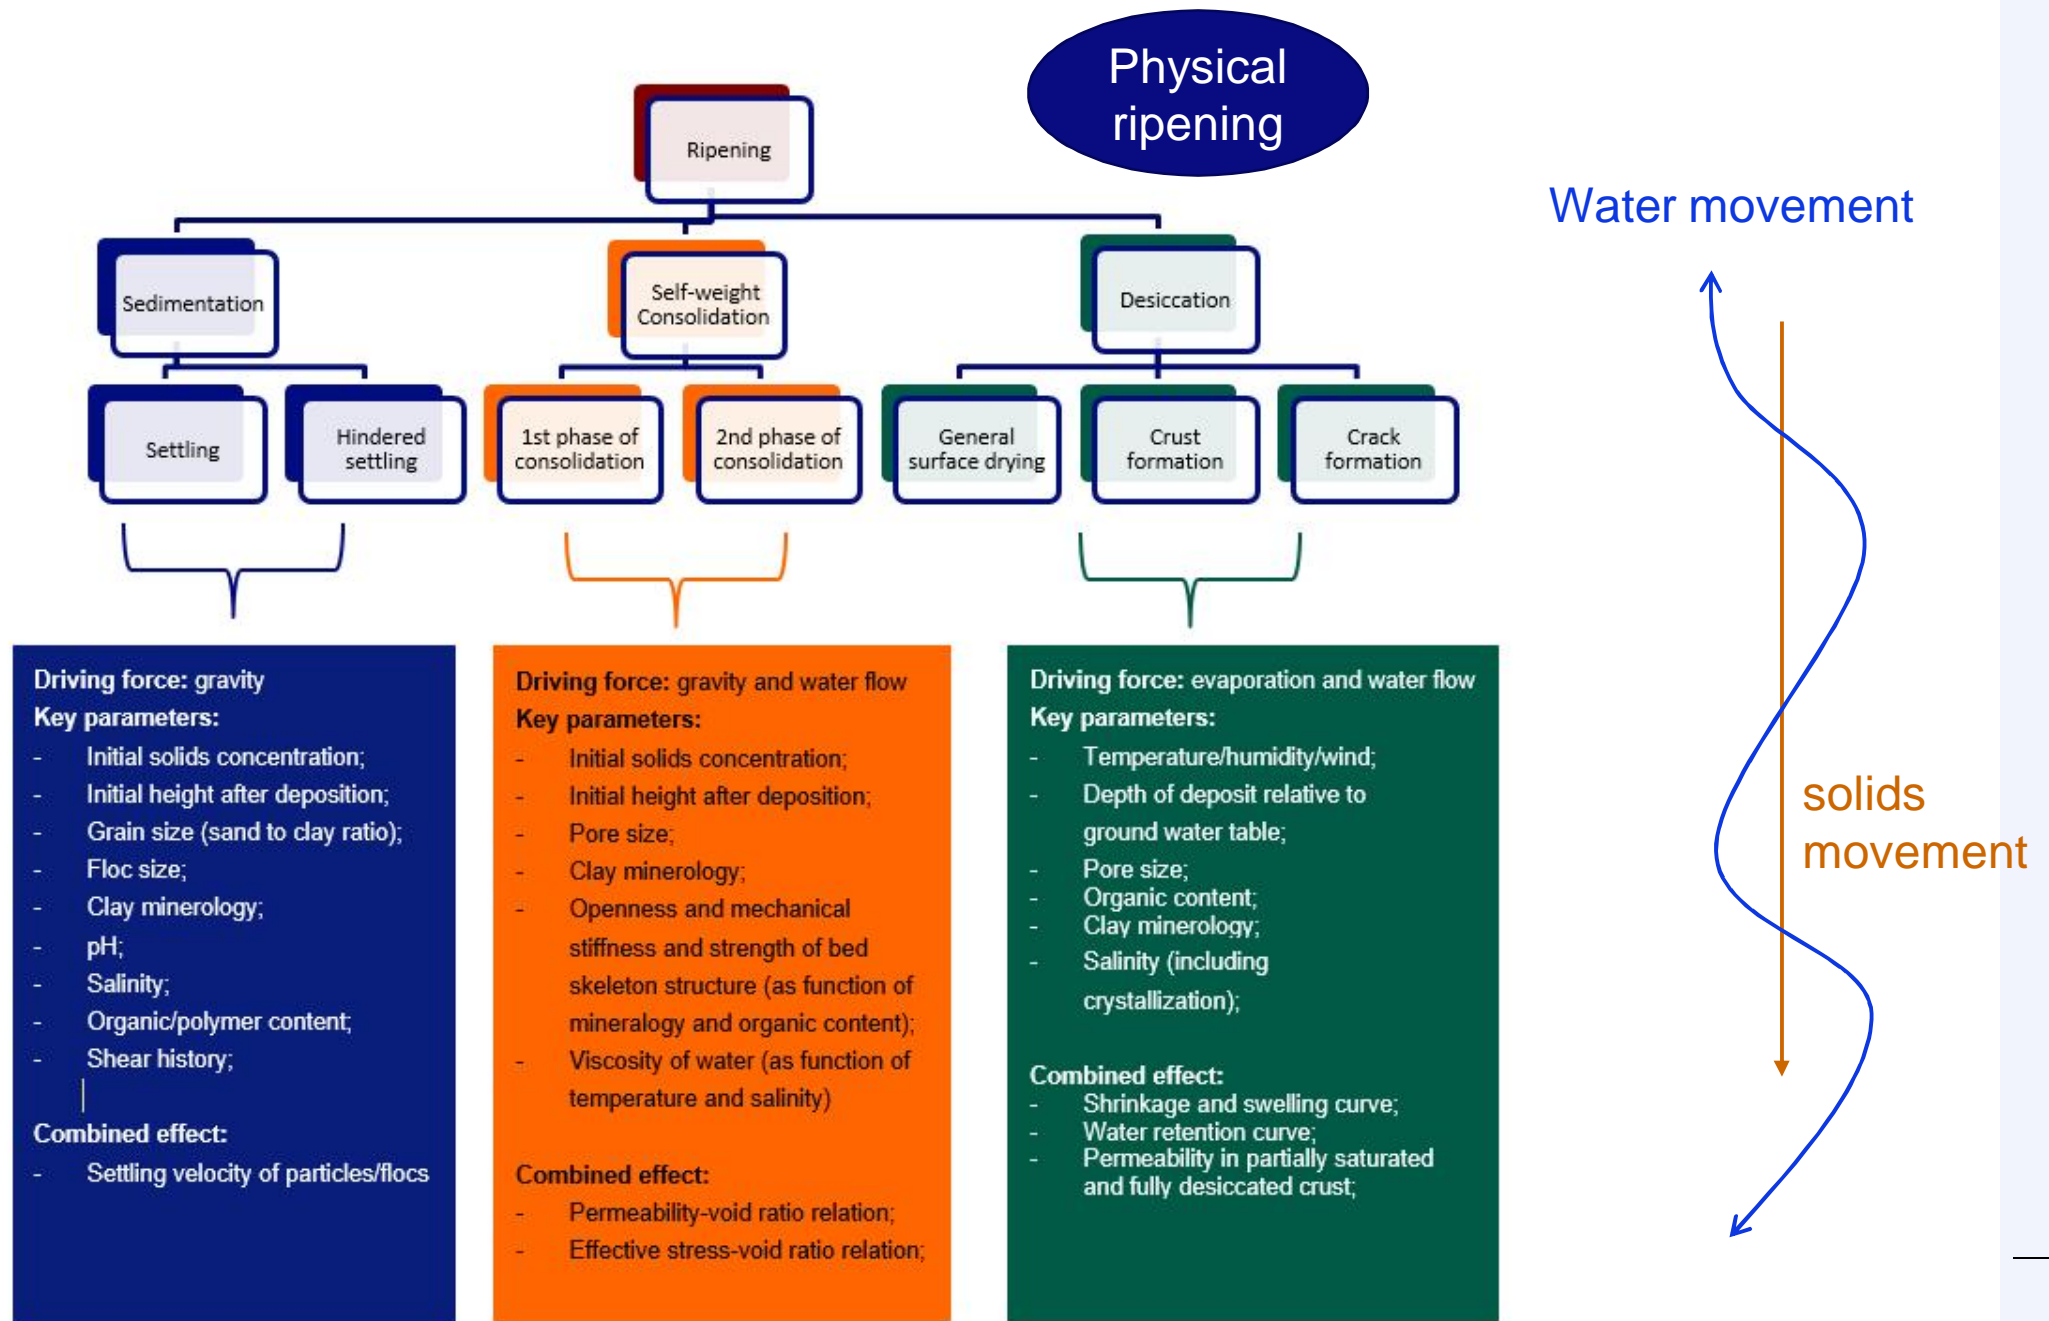 Physical
ripening
Ripening
Water movement
Sedimentation
Self-weight
Consolidation
Desiccation
Settling
Hindered
settling
1st phase of
consolidation
2nd phase of
consolidation
General
surface drying
Crust
formation
Crack
formation
Driving force: gravity
Key parameters:
- Initial solids concentration;
- Initial height after deposition;
- Grain size (sand to clay ratio);
- Floc size;
- Clay minerology;
- pH;
- Salinity;
- Organic/polymer content;
- Shear history;
Combined effect:
- Settling velocity of particles/flocs
Driving force: gravity and water flow
Key parameters:
- Initial solids concentration;
- Initial height after deposition;
- Pore size;
- Clay minerology;
- Openness and mechanical
stiffness and strength of bed
skeleton structure (as function of
mineralogy and organic content);
- Viscosity of water (as function of
temperature and salinity)
Combined effect:
- Permeability-void ratio relation;
- Effective stress-void ratio relation;
Driving force: evaporation and water flow
Key parameters:
- Temperature/humidity/wind;
- Depth of deposit relative to
ground water table;
- Pore size;
- Organic content;
- Clay minerology;
- Salinity (including
crystallization);
Combined effect:
- Shrinkage and swelling curve;
- Water retention curve;
- Permeability in partially saturated
and fully desiccated crust;
solids
movement